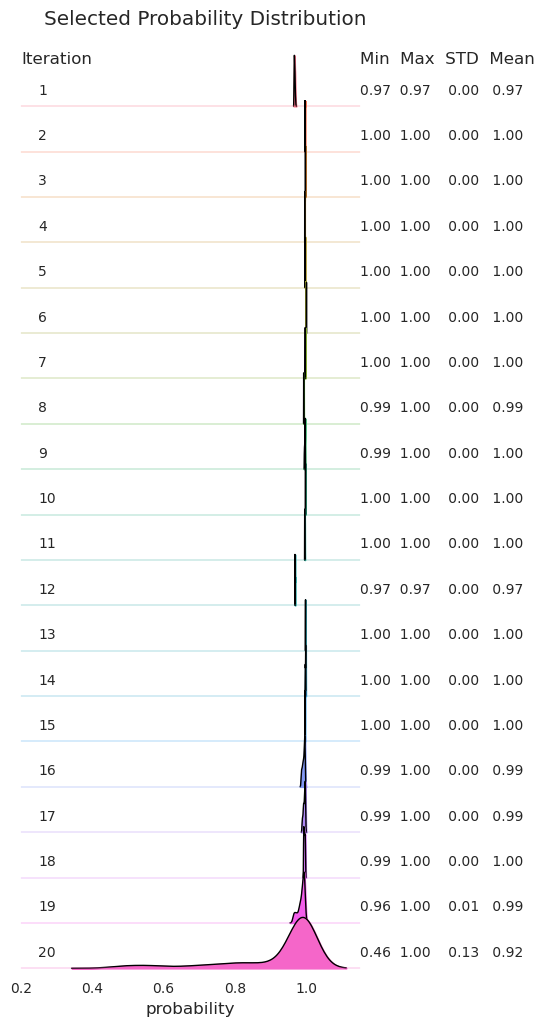 Selected Probability Distribution
Iteration Min Max STD Mean
1 0.97 0.97 0.00 0.97
2 1.00 1.00 0.00 1.00
3 1.00 1.00 0.00 1.00
4 1.00 1.00 0.00 1.00
5 1.00 1.00 0.00 1.00
6 1.00 1.00 0.00 1.00
7 1.00 1.00 0.00 1.00
8 0.99 1.00 0.00 0.99
9 0.99 1.00 0.00 1.00
10 1.00 1.00 0.00 1.00
11 1.00 1.00 0.00 1.00
12 0.97 0.97 0.00 0.97
13 1.00 1.00 0.00 1.00
14 1.00 1.00 0.00 1.00
15 1.00 1.00 0.00 1.00
16 0.99 1.00 0.00 0.99
17 0.99 1.00 0.00 0.99
18 0.99 1.00 0.00 1.00
19 0.96 1.00 0.01 0.99
20 0.46 1.00 0.13 0.92
0.2 0.4 0.6 0.8 1.0
probability